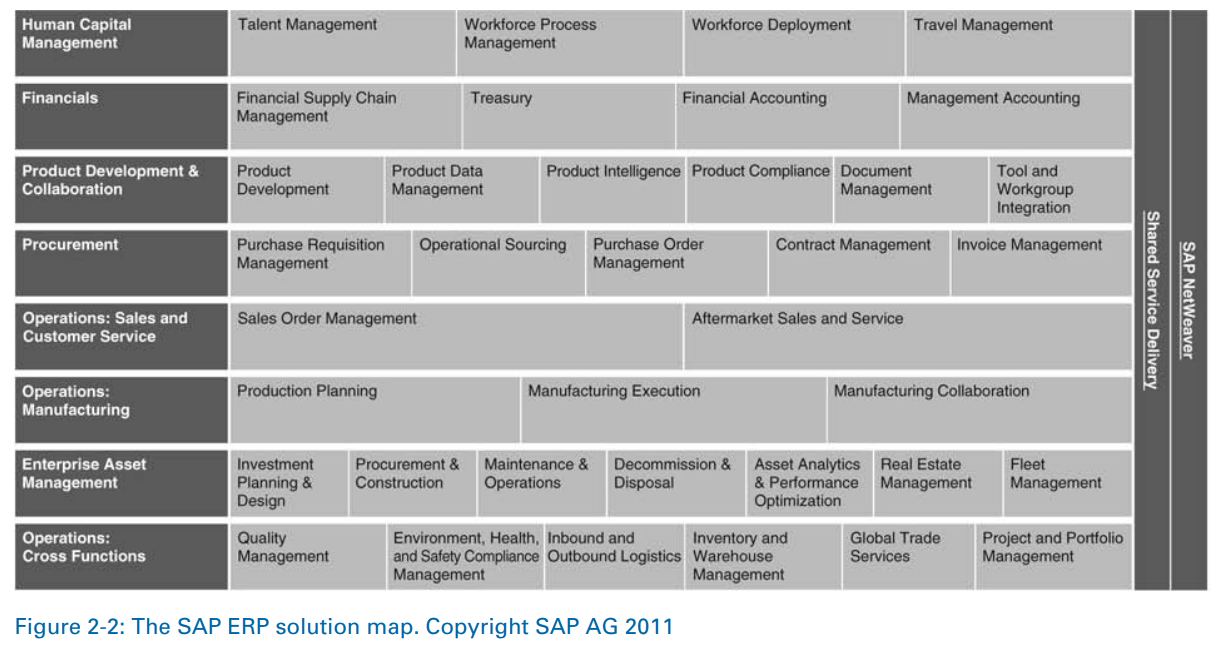 Human Capital
Management
Talent Management
Workforce Process
Management
Workforce Deployment
Travel Management
Financials
Financial Supply Chain
Management
Treasury
Financial Accounting
Management Accounting
Product Development &
Collaboration
Product
Development
Product Data
Management
Product Intelligence
Product Compliance
Document
Management
Tool and
Workgroup
Integration
Procurement
Purchase Requisition
Management
Operational Sourcing
Purchase Order
Management
Contract Management
Invoice Management
Operations: Sales and
Customer Service
Sales Order Management
Aftermarket Sales and Service
Operations:
Manufacturing
Production Planning
Manufacturing Execution
Manufacturing Collaboration
Enterprise Asset
Management
Investment
Planning &
Design
Procurement &
Construction
Maintenance &
Operations
Decommission &
Disposal
Asset Analytics
& Performance
Optimization
Real Estate
Management
Fleet
Management
Operations:
Cross Functions
Quality
Management
Environment, Health,
and Safety Compliance
Management
Inbound and
Outbound Logistics
Inventory and
Warehouse
Management
Global Trade
Services
Project and Portfolio
Management
Shared Service Delivery
SAP NetWeaver
Figure 2-2: The SAP ERP solution map. Copyright SAP AG 2011